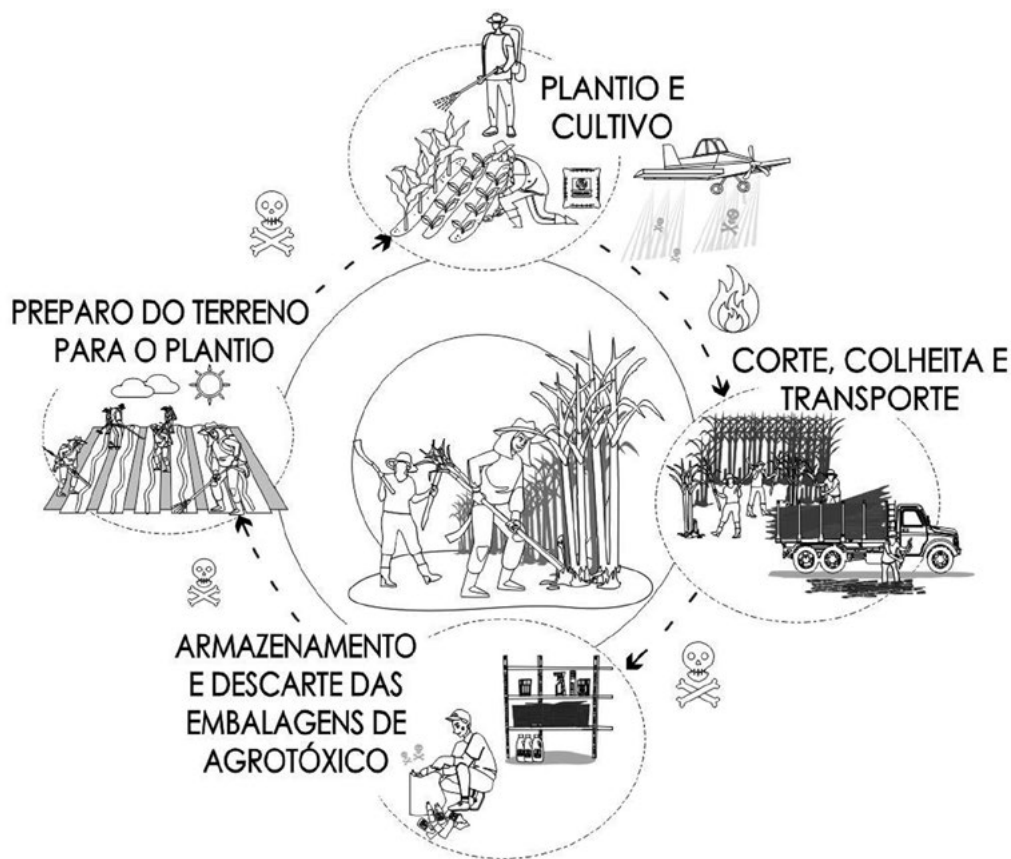 PLANTIO E
CULTIVO
PREPARO DO TERRENO
PARA O PLANTIO
CORTE, COLHEITA E
TRANSPORTE
ARMAZENAMENTO
E DESCARTE DAS
EMBALAGENS DE
AGROTÓXICO